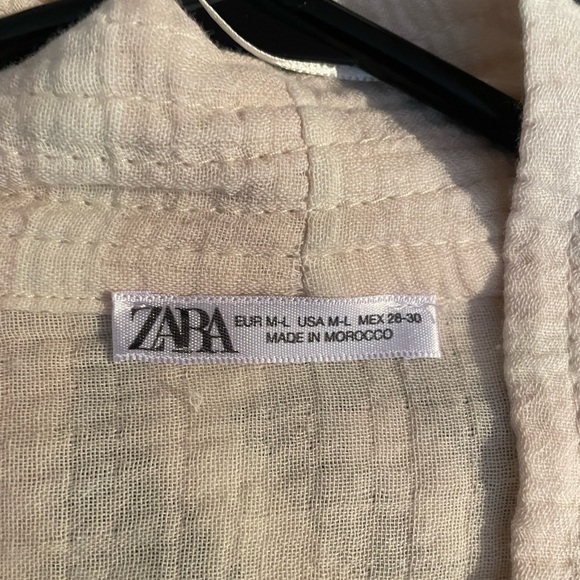 ZARA EUR M-L USA M-L MEX 28-30
MADE IN MOROCCO